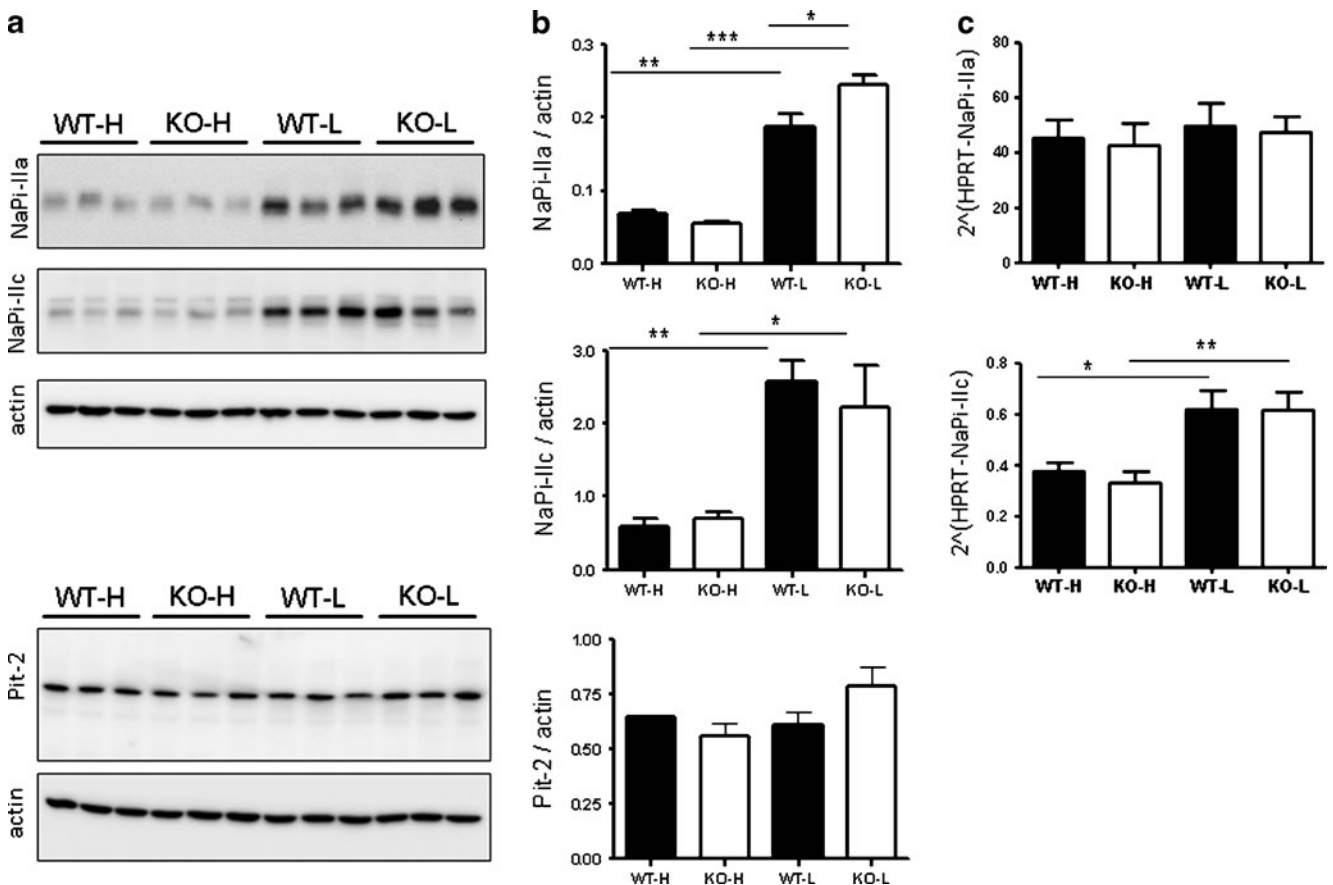 a
WT-H KO-H WT-L KO-L
NaPi-IIa
NaPi-IIc
actin
WT-H KO-H WT-L KO-L
Pit-2
actin
b
*
***
**
0.3
0.2
0.1
0.0
NaPi-IIa / actin
WT-H KO-H WT-L KO-L
**
*
3.0
2.0
1.0
0.0
NaPi-IIc / actin
WT-H KO-H WT-L KO-L
1.00
0.75
0.50
0.25
0.00
Pit-2 / actin
WT-H KO-H WT-L KO-L
c
80
60
40
20
0
2^(HPRT-NaPi-IIa)
WT-H KO-H WT-L KO-L
**
*
0.8
0.6
0.4
0.2
0.0
2^(HPRT-NaPi-IIc)
WT-H KO-H WT-L KO-L